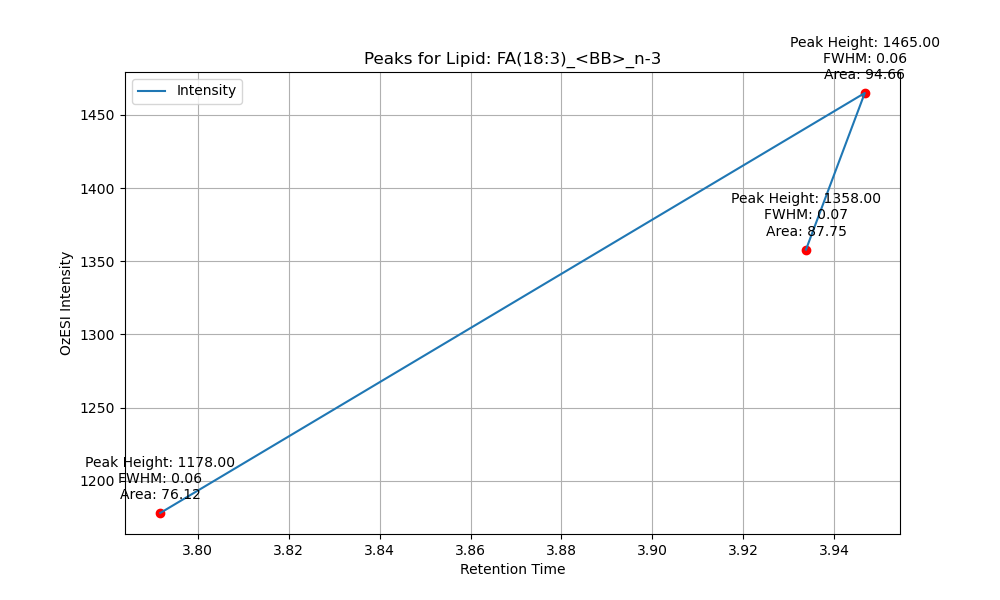 Peaks for Lipid: FA(18:3)_<BB>_n-3
Intensity
Peak Height: 1465.00
FWHM: 0.06
Area: 94.66
Peak Height: 1358.00
FWHM: 0.07
Area: 87.75
Peak Height: 1178.00
FWHM: 0.06
Area: 76.12
OzESI Intensity
1450
1400
1350
1300
1250
1200
3.80 3.82 3.84 3.86 3.88 3.90 3.92 3.94
Retention Time